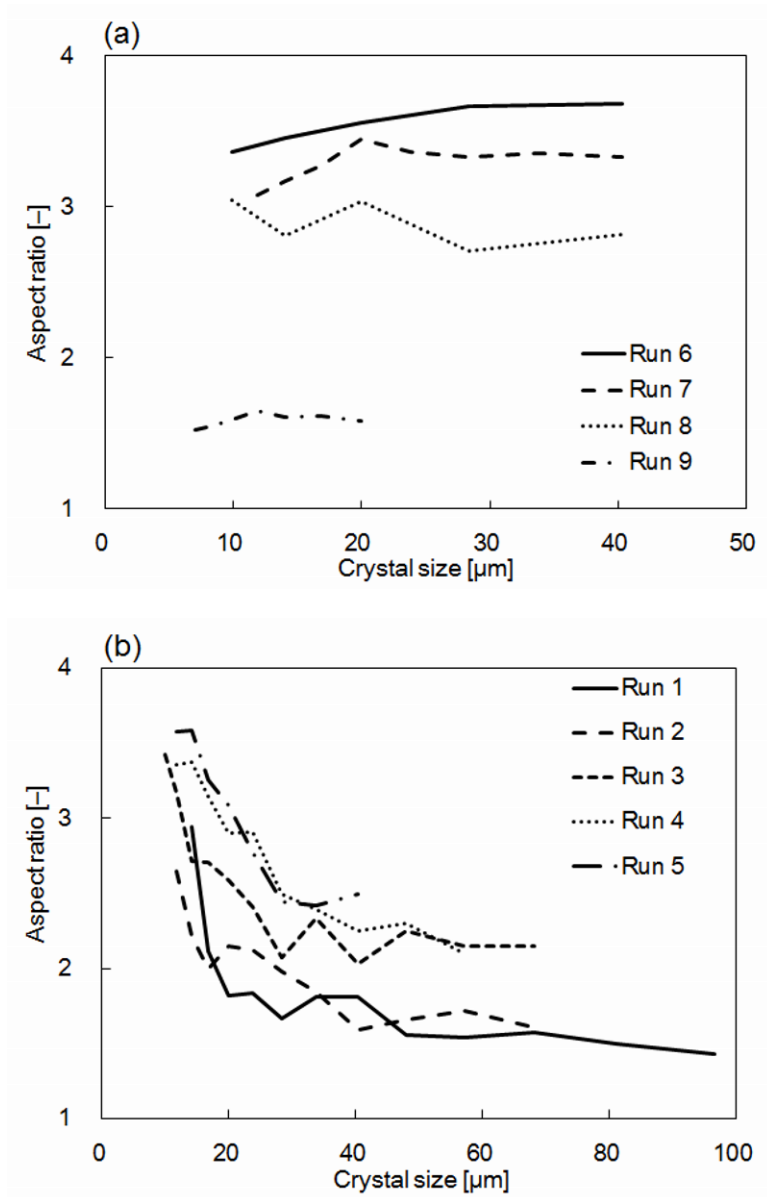 (a)
4
3
2
1
Aspect ratio [–]
Run 6
Run 7
Run 8
Run 9
0 10 20 30 40 50
Crystal size [µm]
(b)
4
3
2
1
Aspect ratio [–]
Run 1
Run 2
Run 3
Run 4
Run 5
0 20 40 60 80 100
Crystal size [µm]